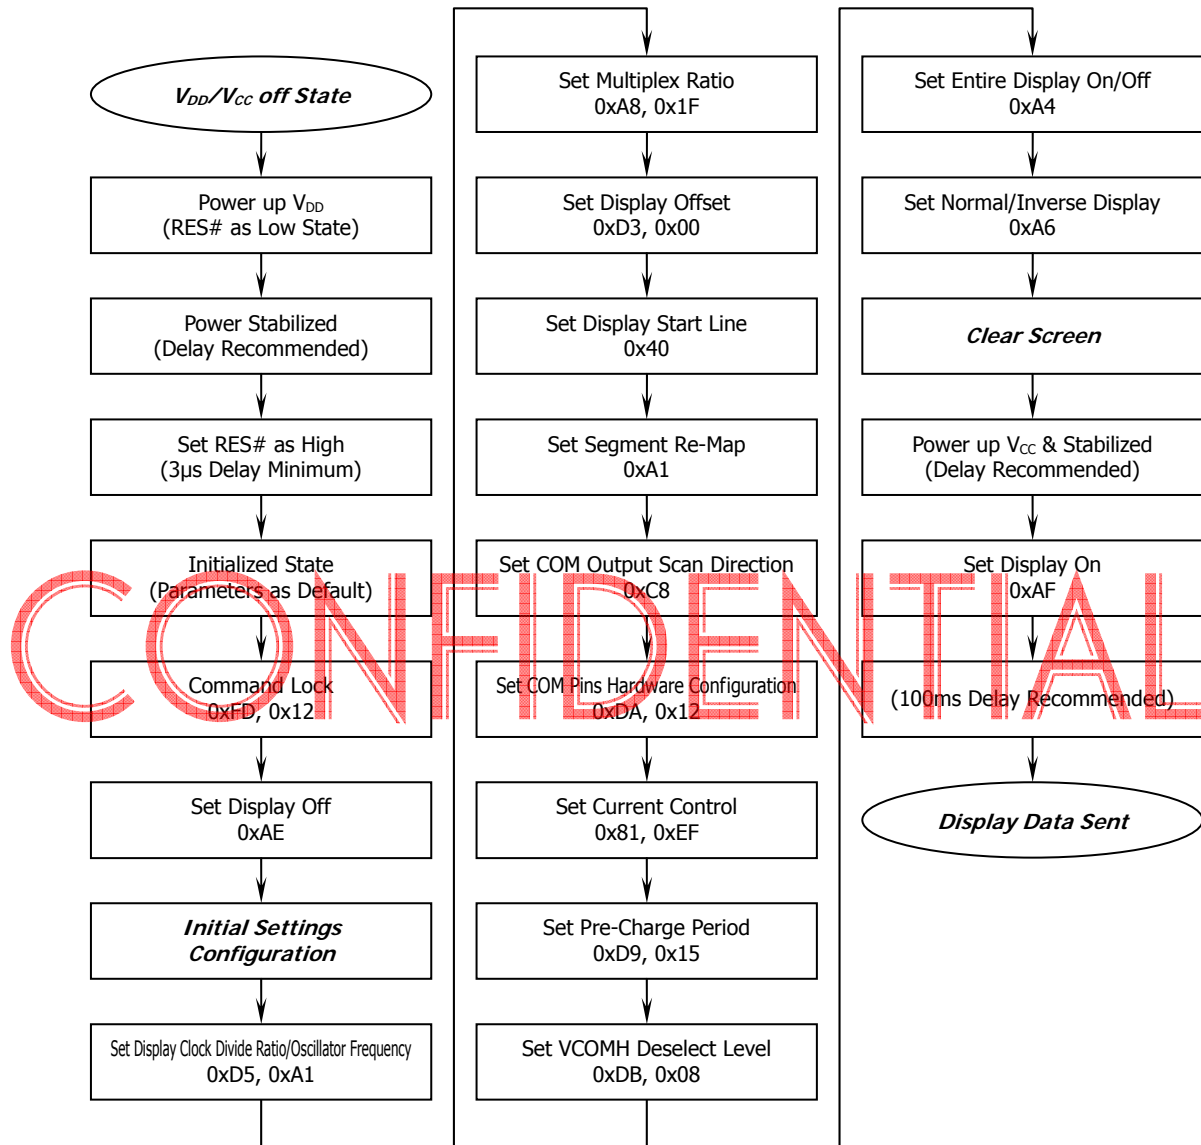 V_DD/V_CC off State
Power up V_DD
(RES# as Low State)
Power Stabilized
(Delay Recommended)
Set RES# as High
(3μs Delay Minimum)
Initialized State
(Parameters as Default)
Command Lock
0xFD, 0x12
Set Display Off
0xAE
Initial Settings
Configuration
Set Display Clock Divide Ratio/Oscillator Frequency
0xD5, 0xA1
Set Multiplex Ratio
0xA8, 0x1F
Set Display Offset
0xD3, 0x00
Set Display Start Line
0x40
Set Segment Re-Map
0xA1
Set COM Output Scan Direction
0xC8
Set COM Pins Hardware Configuration
0xDA, 0x12
Set Current Control
0x81, 0xEF
Set Pre-Charge Period
0xD9, 0x15
Set VCOMH Deselect Level
0xDB, 0x08
Set Entire Display On/Off
0xA4
Set Normal/Inverse Display
0xA6
Clear Screen
Power up V_CC & Stabilized
(Delay Recommended)
Set Display On
0xAF
(100ms Delay Recommended)
Display Data Sent
CONFIDENTIAL